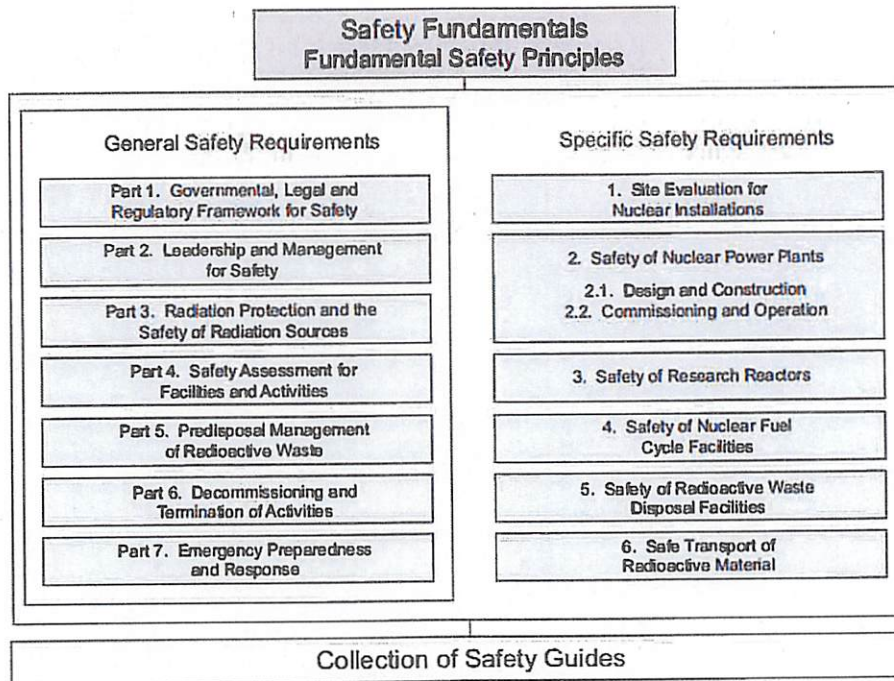 Safety Fundamentals
Fundamental Safety Principles
General Safety Requirements
Part 1. Governmental, Legal and
Regulatory Framework for Safety
Part 2. Leadership and Management
for Safety
Part 3. Radiation Protection and the
Safety of Radiation Sources
Part 4. Safety Assessment for
Facilities and Activities
Part 5. Predisposal Management
of Radioactive Waste
Part 6. Decommissioning and
Termination of Activities
Part 7. Emergency Preparedness
and Response
Specific Safety Requirements
1. Site Evaluation for
Nuclear Installations
2. Safety of Nuclear Power Plants
2.1. Design and Construction
2.2. Commissioning and Operation
3. Safety of Research Reactors
4. Safety of Nuclear Fuel
Cycle Facilities
5. Safety of Radioactive Waste
Disposal Facilities
6. Safe Transport of
Radioactive Material
Collection of Safety Guides